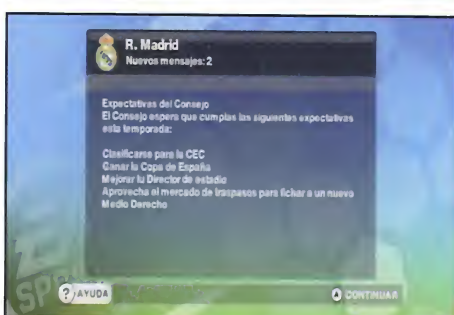 R. Madrid
Nuevos mensajes: 2
Expectativas del Consejo
El Consejo espera que cumplas las siguientes expectativas
esta temporada:
Clasificarse para la CEC
Ganar la Copa de España
Mejorar tu Director de estadio
Aprovecha el mercado de traspasos para fichar a un nuevo
Medio Derecho
? AYUDA
A CONTINUAR